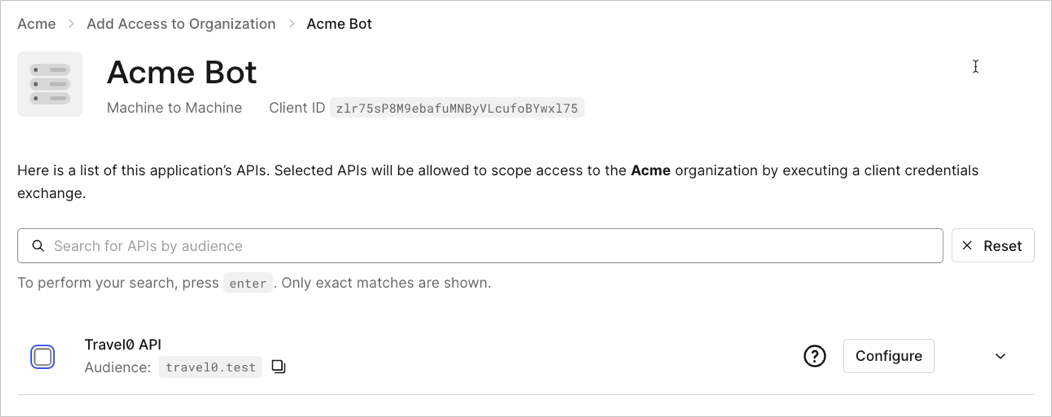 Acme > Add Access to Organization > Acme Bot
Acme Bot
Machine to Machine Client ID zlr75sP8M9ebafuMNByVLcufoBYwxl75
Here is a list of this application's APIs. Selected APIs will be allowed to scope access to the Acme organization by executing a client credentials
exchange.
Search for APIs by audience
Reset
To perform your search, press enter. Only exact matches are shown.
Travel0 API
Audience: travel0.test
Configure